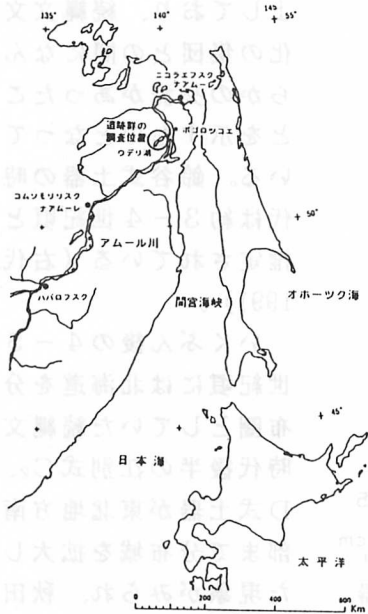 135°
140°
145°
55°
ニコラエフスク
ナアムーレ
ボゴロツコエ
遺跡群の
調査位置
ウデリ湖
コムソモリリスク
ナアムーレ
50°
アムール川
ハバロフスク
間宮海峡
オホーツク海
45°
日本海
太平洋
0 200 400 600
Km